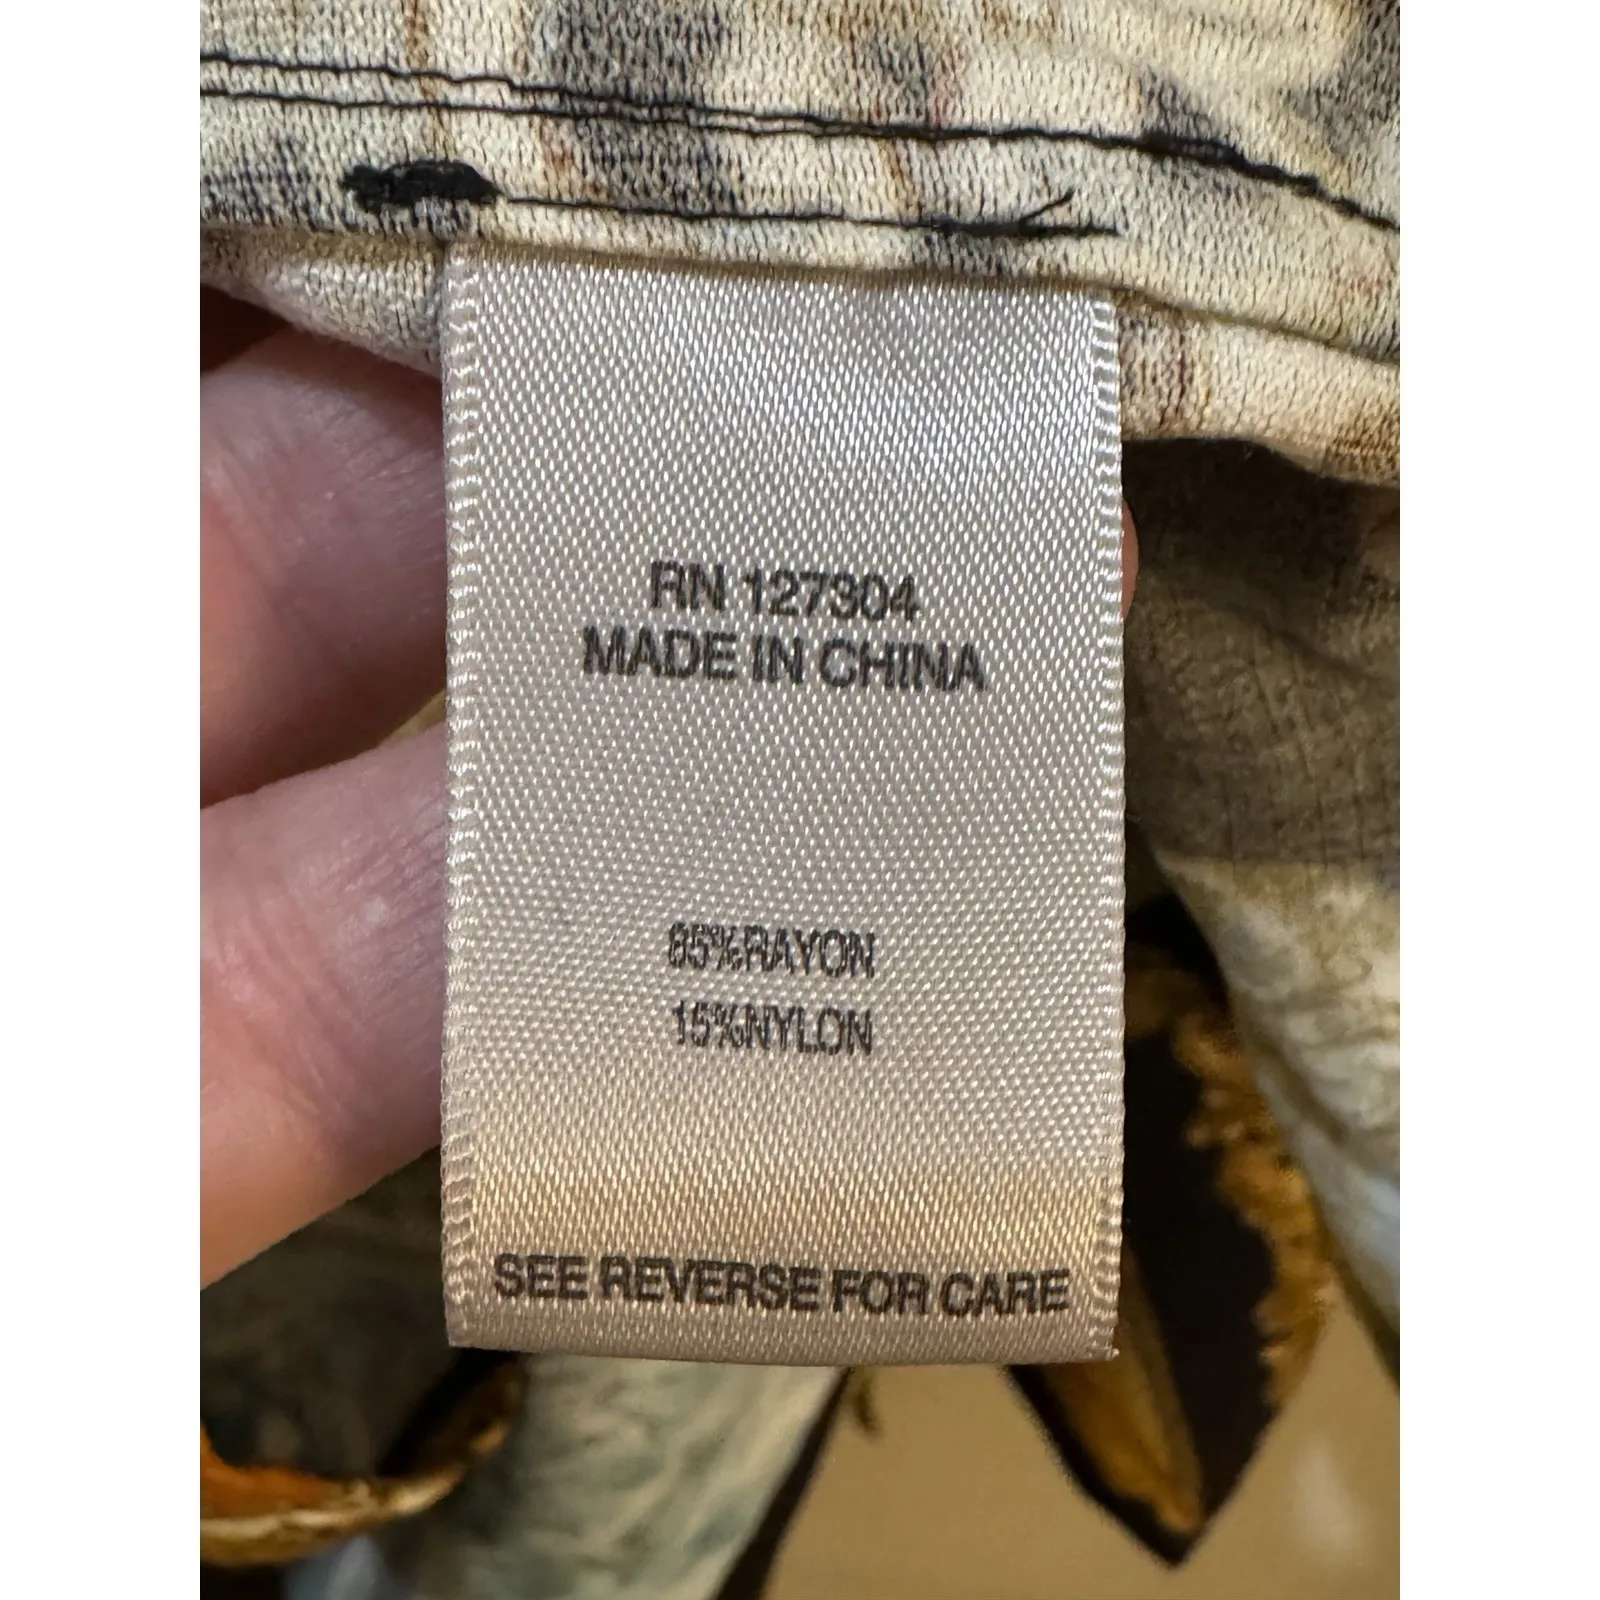 RN 127304
MADE IN CHINA
85%RAYON
15%NYLON
SEE REVERSE FOR CARE